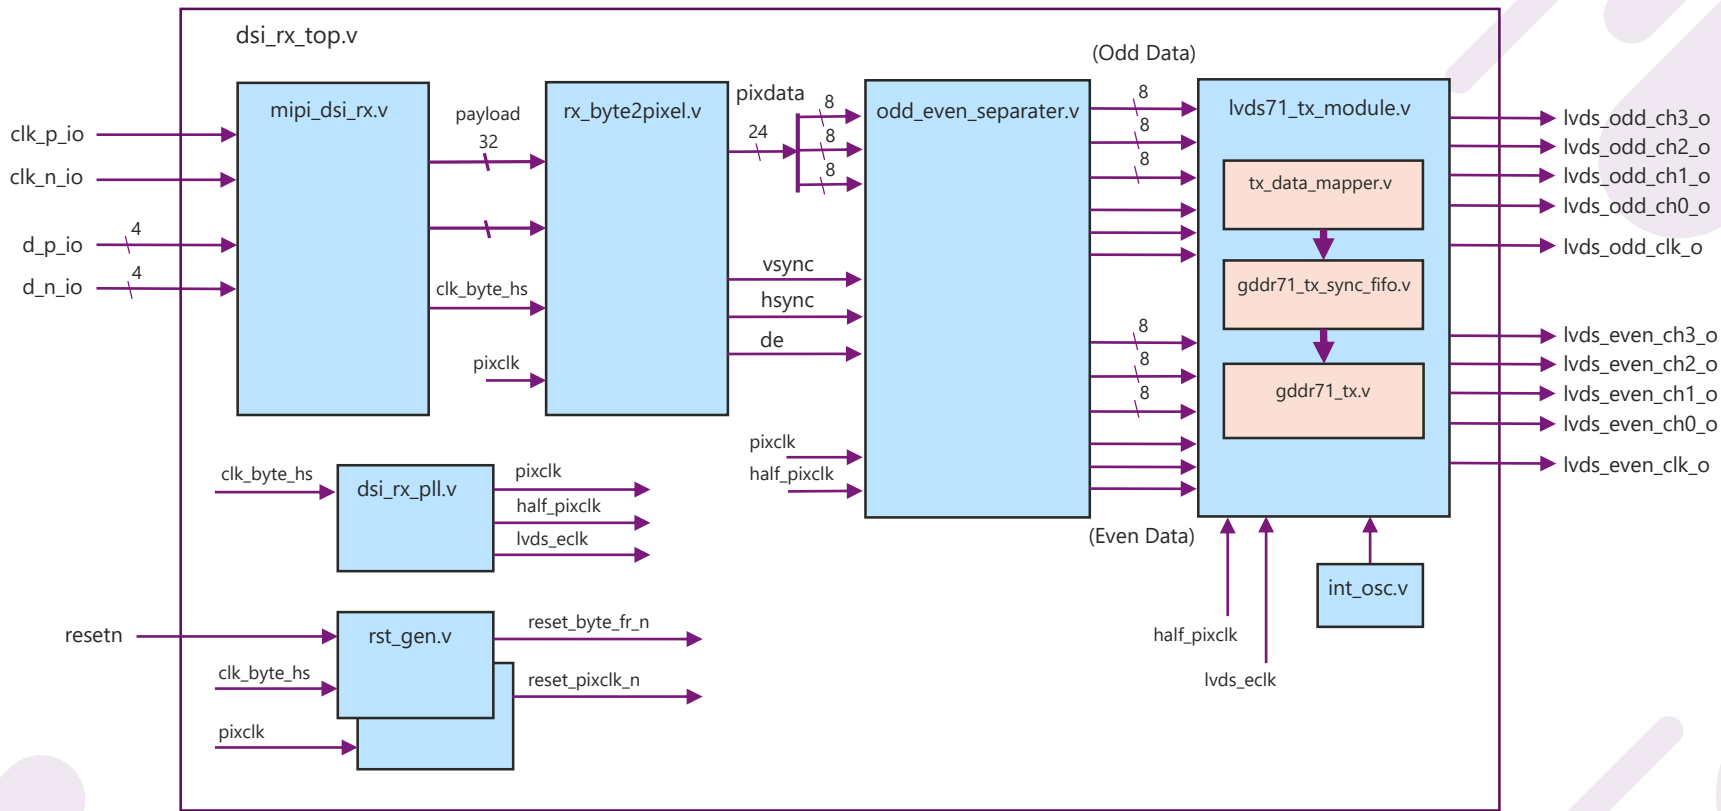 dsi_rx_top.v
(Odd Data)
mipi_dsi_rx.v
payload
32
rx_byte2pixel.v
pixdata
24
8
8
8
odd_even_separater.v
8
8
8
lvds71_tx_module.v
clk_p_io
clk_n_io
d_p_io
4
d_n_io
4
clk_byte_hs
pixclk
vsync
hsync
de
pixclk
half_pixclk
8
8
8
(Even Data)
tx_data_mapper.v
gddr71_tx_sync_fifo.v
gddr71_tx.v
lvds_odd_ch3_o
lvds_odd_ch2_o
lvds_odd_ch1_o
lvds_odd_ch0_o
lvds_odd_clk_o
lvds_even_ch3_o
lvds_even_ch2_o
lvds_even_ch1_o
lvds_even_ch0_o
lvds_even_clk_o
clk_byte_hs
dsi_rx_pll.v
pixclk
half_pixclk
lvds_eclk
int_osc.v
half_pixclk
lvds_eclk
resetn
rst_gen.v
clk_byte_hs
pixclk
reset_byte_fr_n
reset_pixclk_n